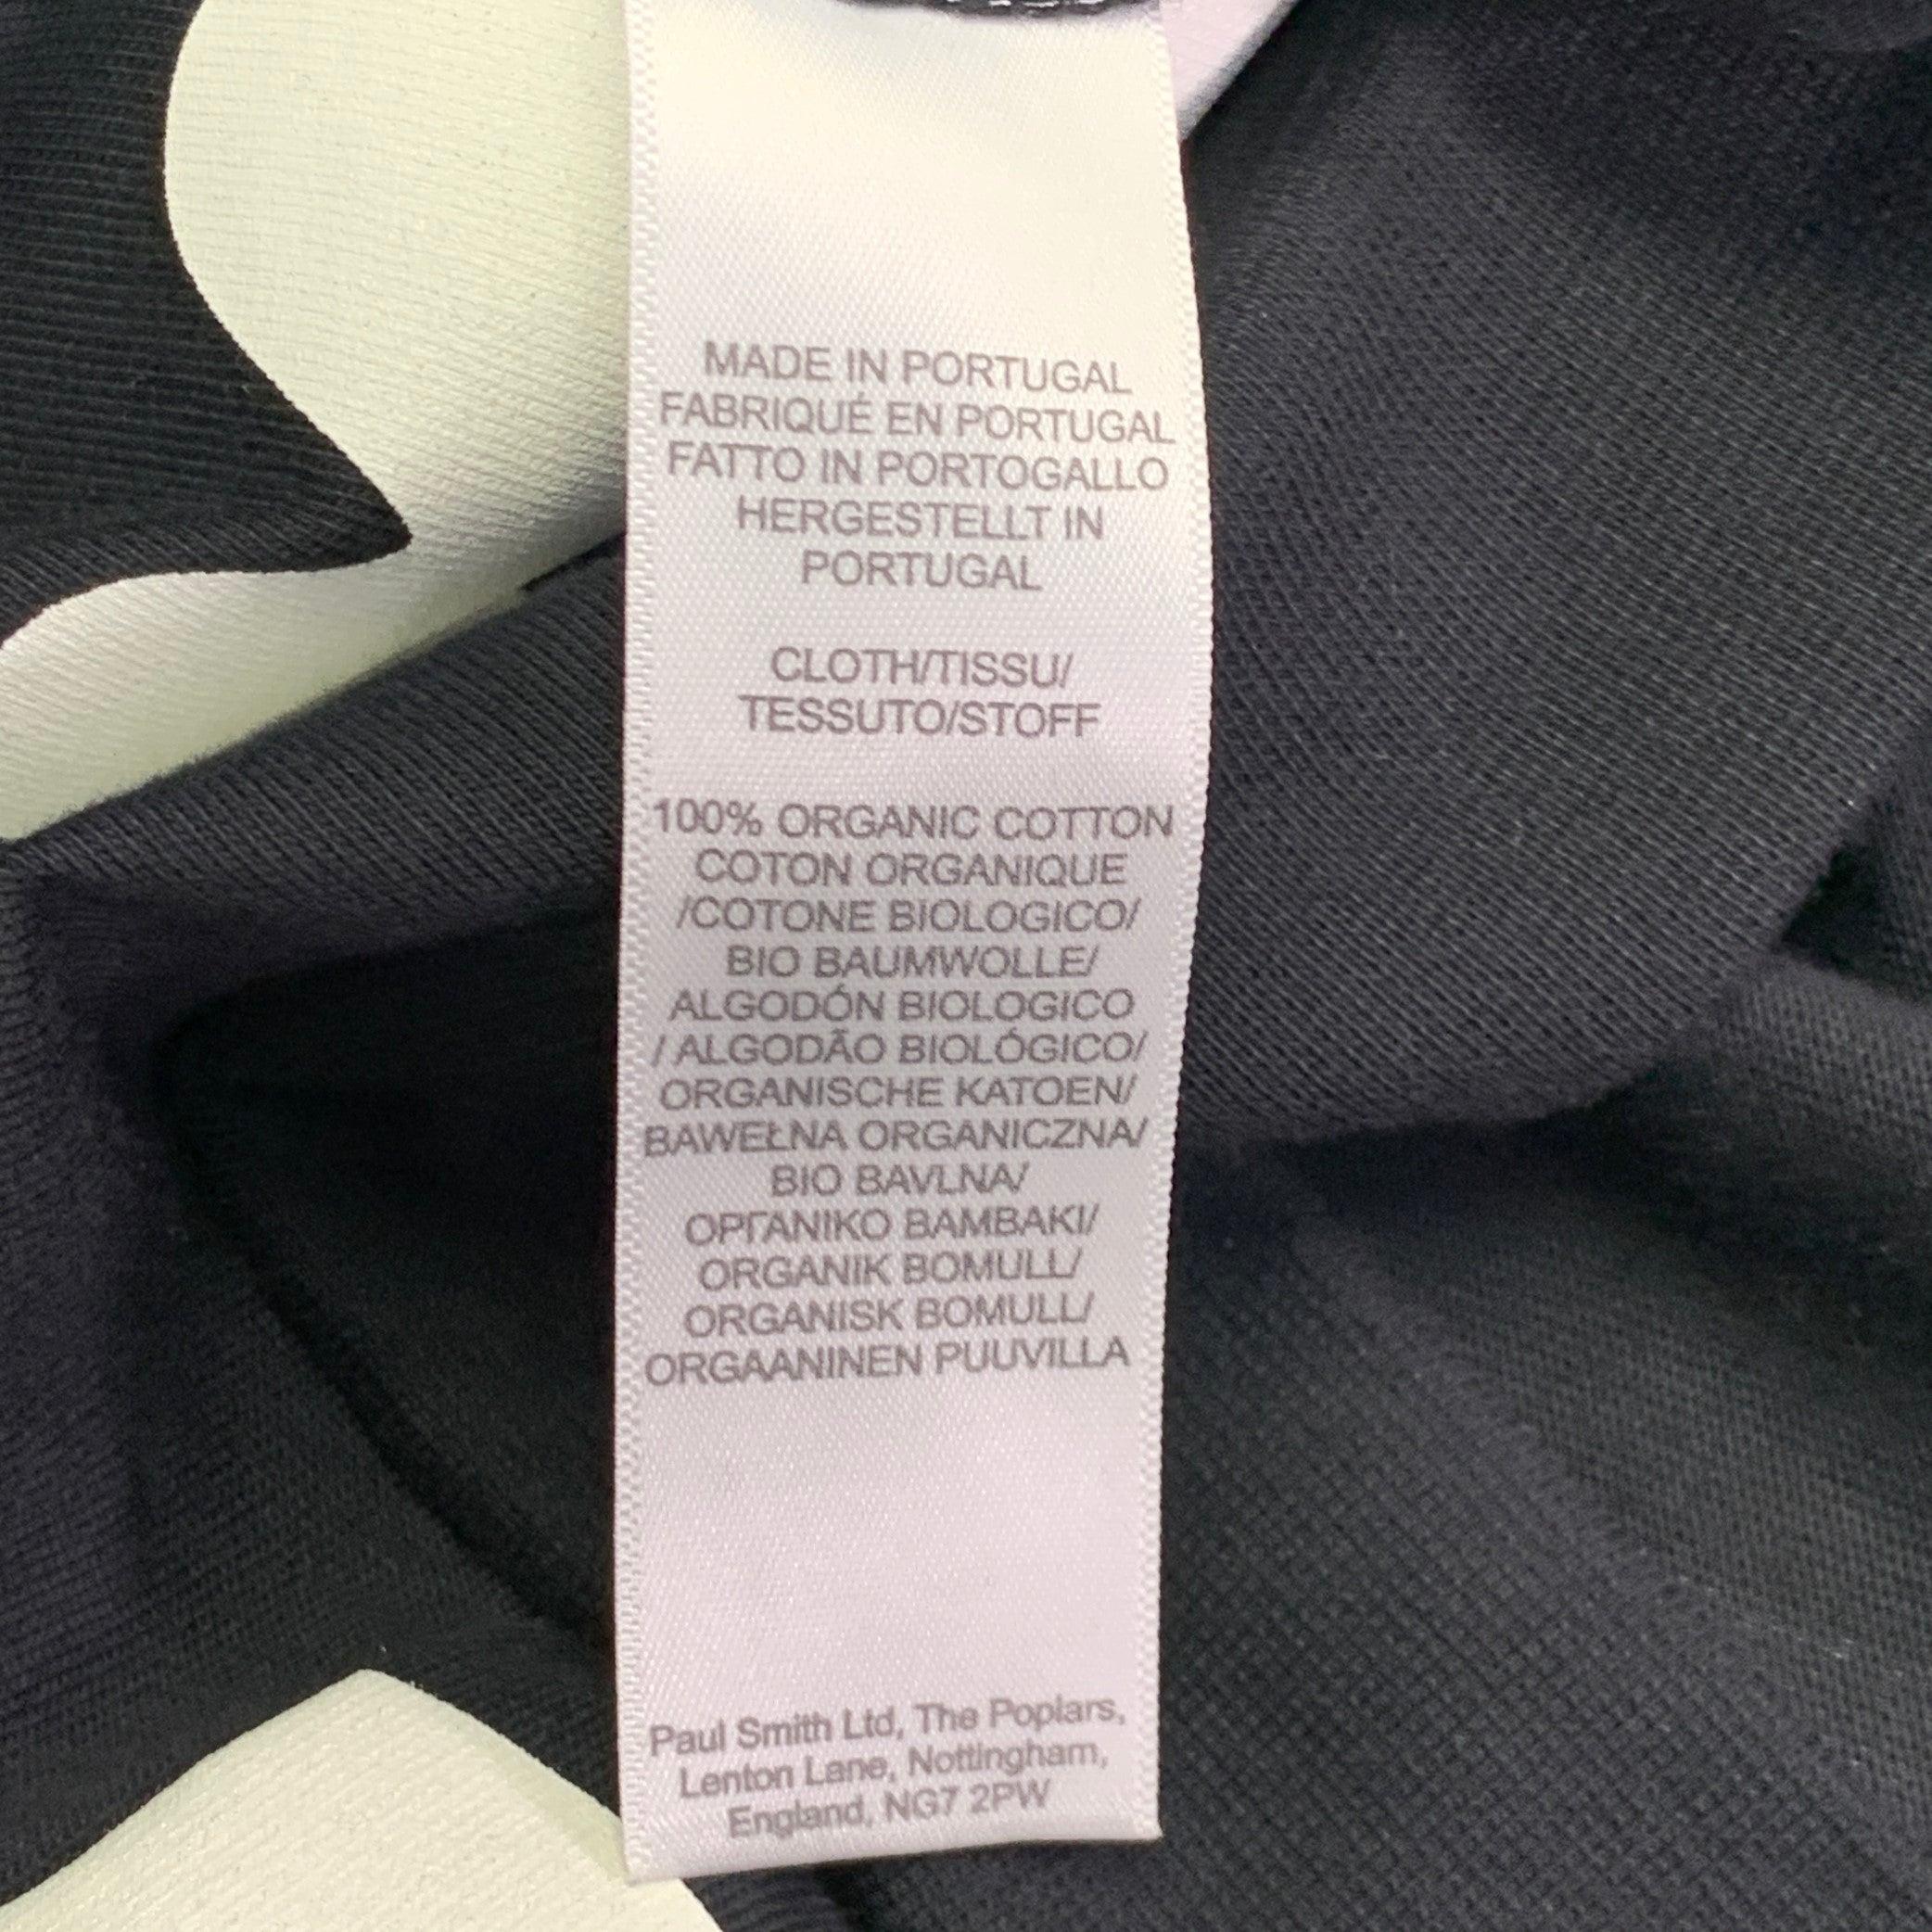 MADE IN PORTUGAL
FABRIQUÉ EN PORTUGAL
FATTO IN PORTOGALLO
HERGESTELLT IN
PORTUGAL
CLOTH/TISSU/
TESSUTO/STOFF
100% ORGANIC COTTON
COTON ORGANIQUE
/COTONE BIOLOGICO/
BIO BAUMWOLLE/
ALGODÓN BIOLOGICO
/ ALGODÃO BIOLÓGICO/
ORGANISCHE KATOEN/
BAWEŁNA ORGANICZNA/
BIO BAVLNA/
ΟΡΓΑΝΙΚΟ ΒΑΜΒΑΚΙ/
ORGANIK BOMULL/
ORGANISK BOMULL/
ORGAANINEN PUUVILLA
Paul Smith Ltd, The Poplars,
Lenton Lane, Nottingham,
England, NG7 2PW